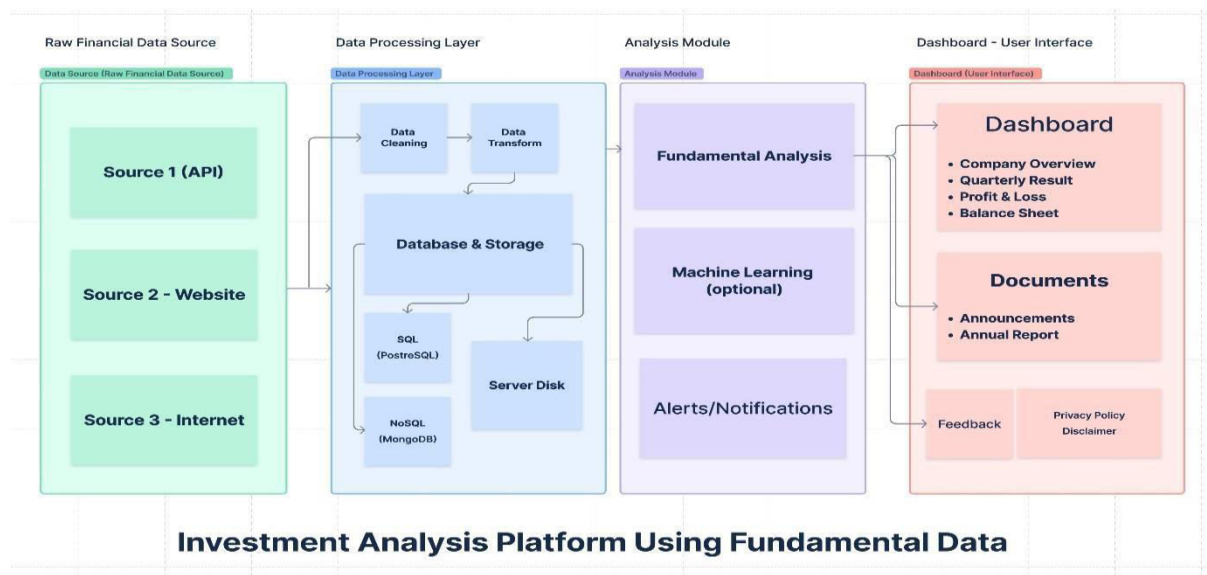 Raw Financial Data Source
Data Processing Layer
Analysis Module
Dashboard - User Interface
Data Source (Raw Financial Data Source)
Source 1 (API)
Source 2 - Website
Source 3 - Internet
Data Processing Layer
Data
Cleaning
Data
Transform
Database & Storage
SQL
(PostreSQL)
NoSQL
(MongoDB)
Server Disk
Analysis Module
Fundamental Analysis
Machine Learning
(optional)
Alerts/Notifications
Dashboard (User Interface)
Dashboard
• Company Overview
• Quarterly Result
• Profit & Loss
• Balance Sheet
Documents
• Announcements
• Annual Report
Feedback
Privacy Policy
Disclaimer
Investment Analysis Platform Using Fundamental Data